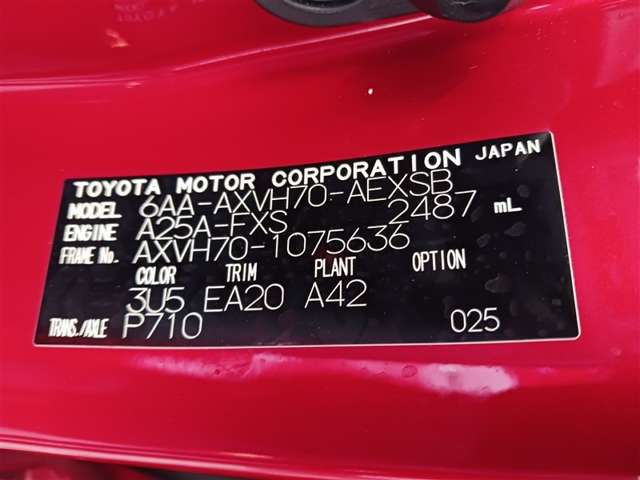 TOYOTA MOTOR CORPORATION JAPAN
MODEL 6AA-AXVH70-AEXSB
ENGINE A25A-FXS 2487 mL
FRAME No. AXVH70-1075636
COLOR TRIM PLANT OPTION
3U5 EA20 A42
TRANS./AXLE P710 025